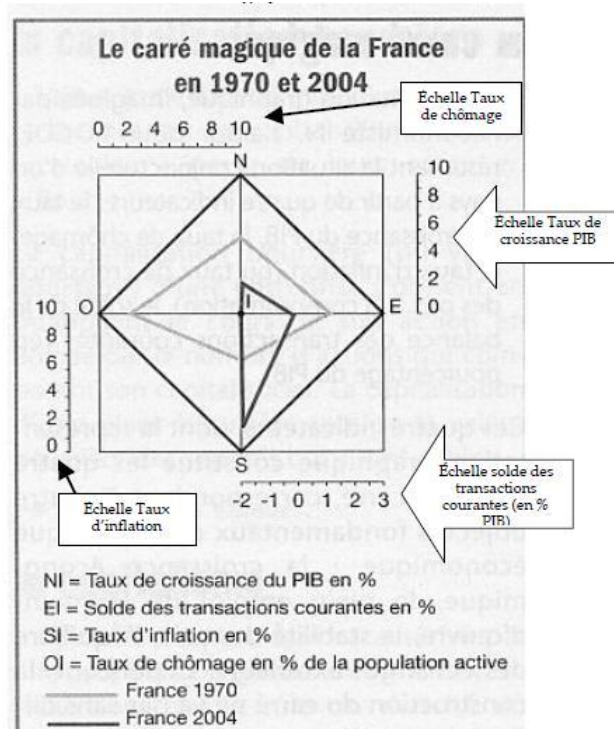 Le carré magique de la France
en 1970 et 2004
Échelle Taux
de chômage
0 2 4 6 8 10
N
10
8
6
4
2
0
Échelle Taux de
croissance PIB
O
I
E
10
8
6
4
2
0
S
-2 -1 0 1 2 3
Échelle Taux
d'inflation
Échelle solde des
transactions
courantes (en %
PIB)
NI = Taux de croissance du PIB en %
EI = Solde des transactions courantes en %
SI = Taux d'inflation en %
OI = Taux de chômage en % de la population active
France 1970
France 2004